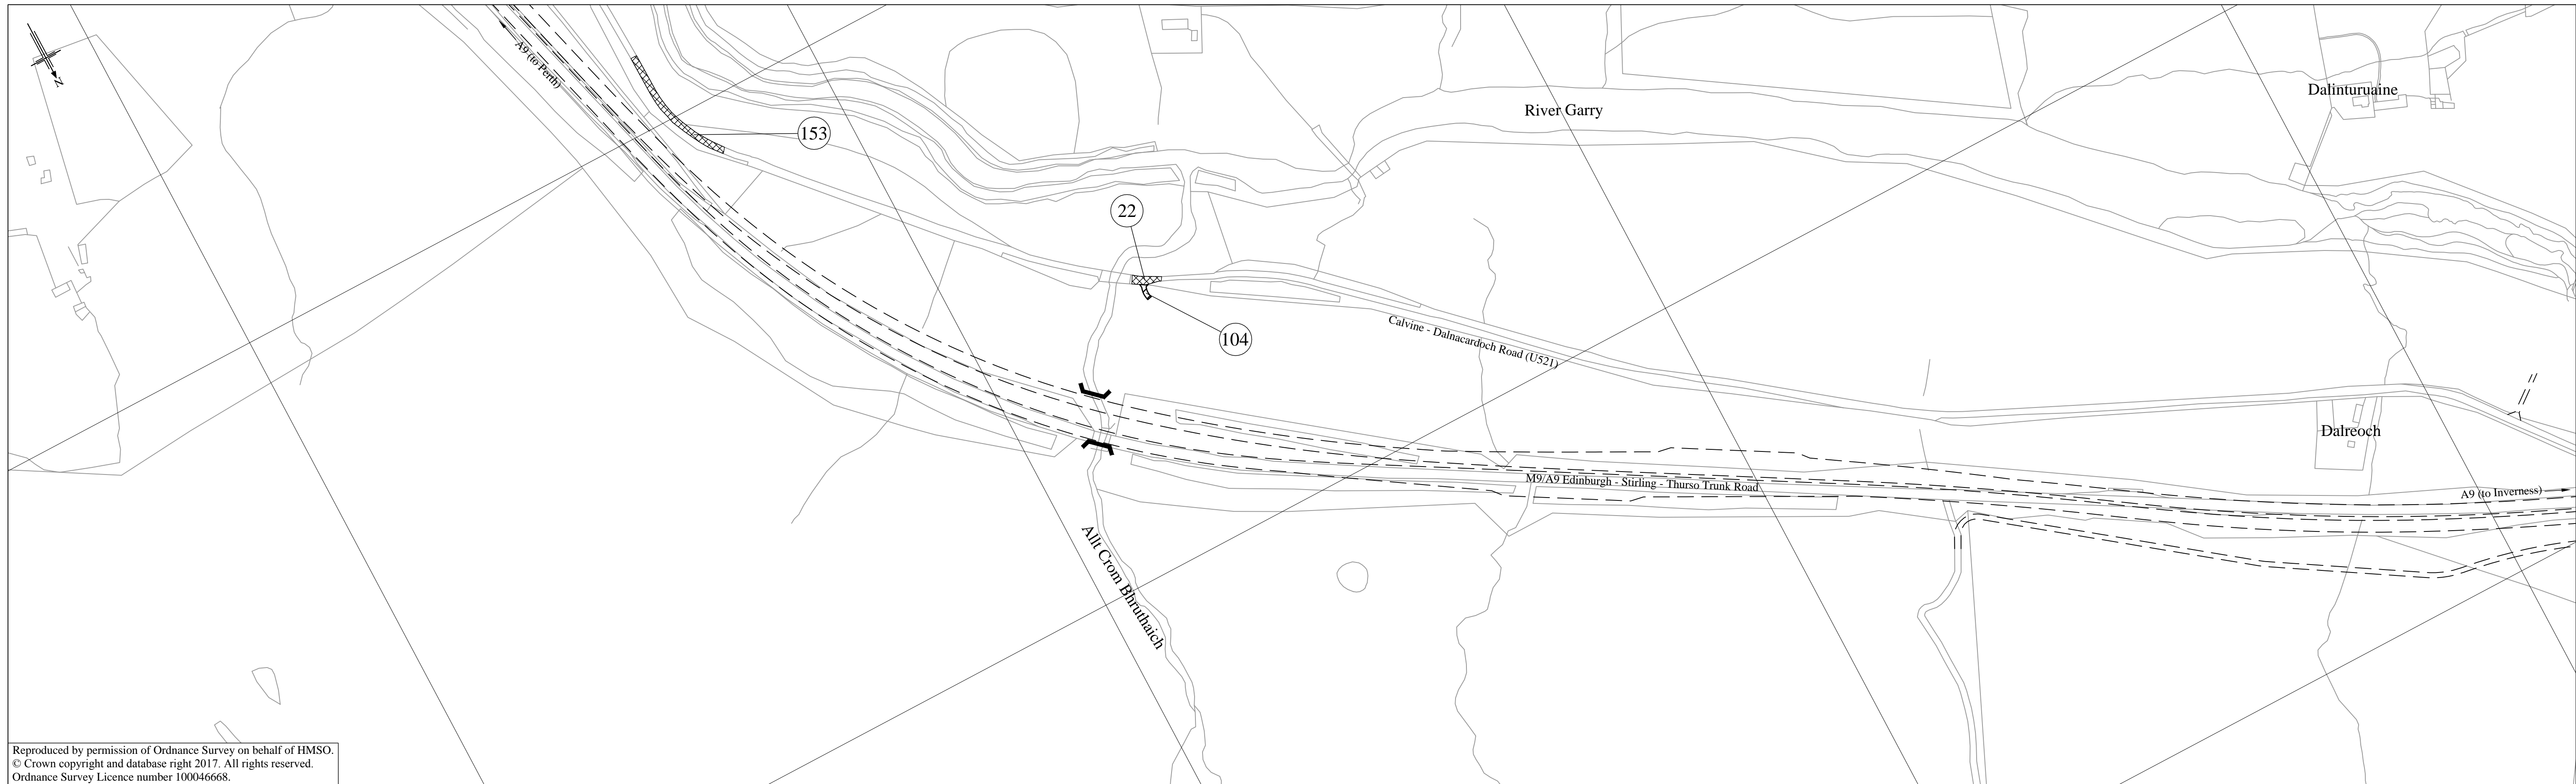 N
A9 (to Perth)
153
River Garry
Dalinturuaine
22
104
Calvine - Dalnacardoch Road (U521)
Dalreoch
M9/A9 Edinburgh - Stirling - Thurso Trunk Road
A9 (to Inverness)
Allt Crom Bhruthaich
Reproduced by permission of Ordnance Survey on behalf of HMSO.
© Crown copyright and database right 2017. All rights reserved.
Ordnance Survey Licence number 100046668.